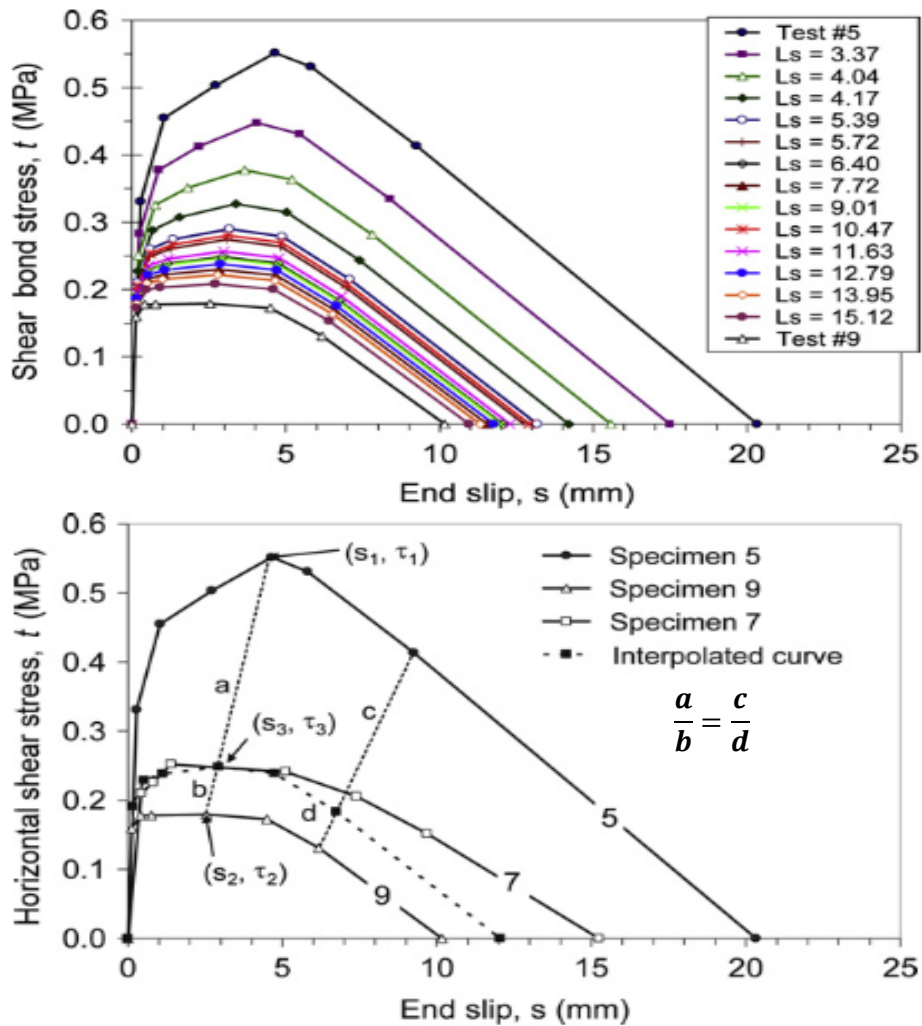 0.6
0.5
0.4
0.3
0.2
0.1
0.0
Shear bond stress, t (MPa)
0 5 10 15 20 25
End slip, s (mm)
Test #5
Ls = 3.37
Ls = 4.04
Ls = 4.17
Ls = 5.39
Ls = 5.72
Ls = 6.40
Ls = 7.72
Ls = 9.01
Ls = 10.47
Ls = 11.63
Ls = 12.79
Ls = 13.95
Ls = 15.12
Test #9
0.6
0.5
0.4
0.3
0.2
0.1
0.0
Horizontal shear stress, t (MPa)
(s₁, τ₁)
Specimen 5
Specimen 9
Specimen 7
Interpolated curve
a/b = c/d
a
c
(s₃, τ₃)
b
d
(s₂, τ₂)
9
7
5
0 5 10 15 20 25
End slip, s (mm)